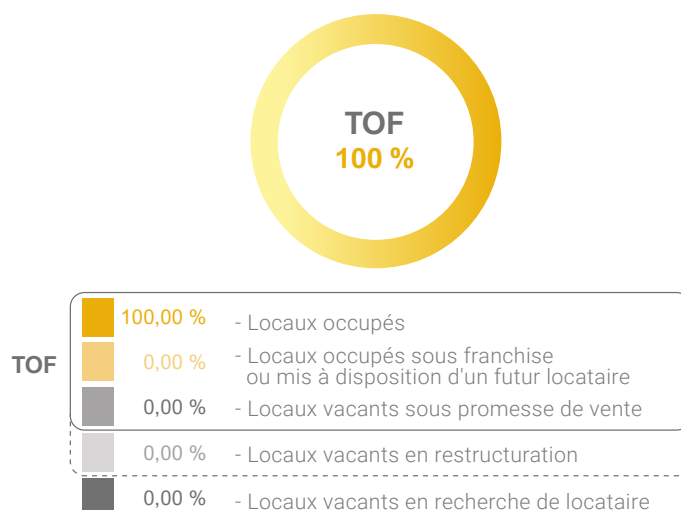 TOF
100 %
100,00 % - Locaux occupés
TOF
0,00 % - Locaux occupés sous franchise
ou mis à disposition d'un futur locataire
0,00 % - Locaux vacants sous promesse de vente
0,00 % - Locaux vacants en restructuration
0,00 % - Locaux vacants en recherche de locataire